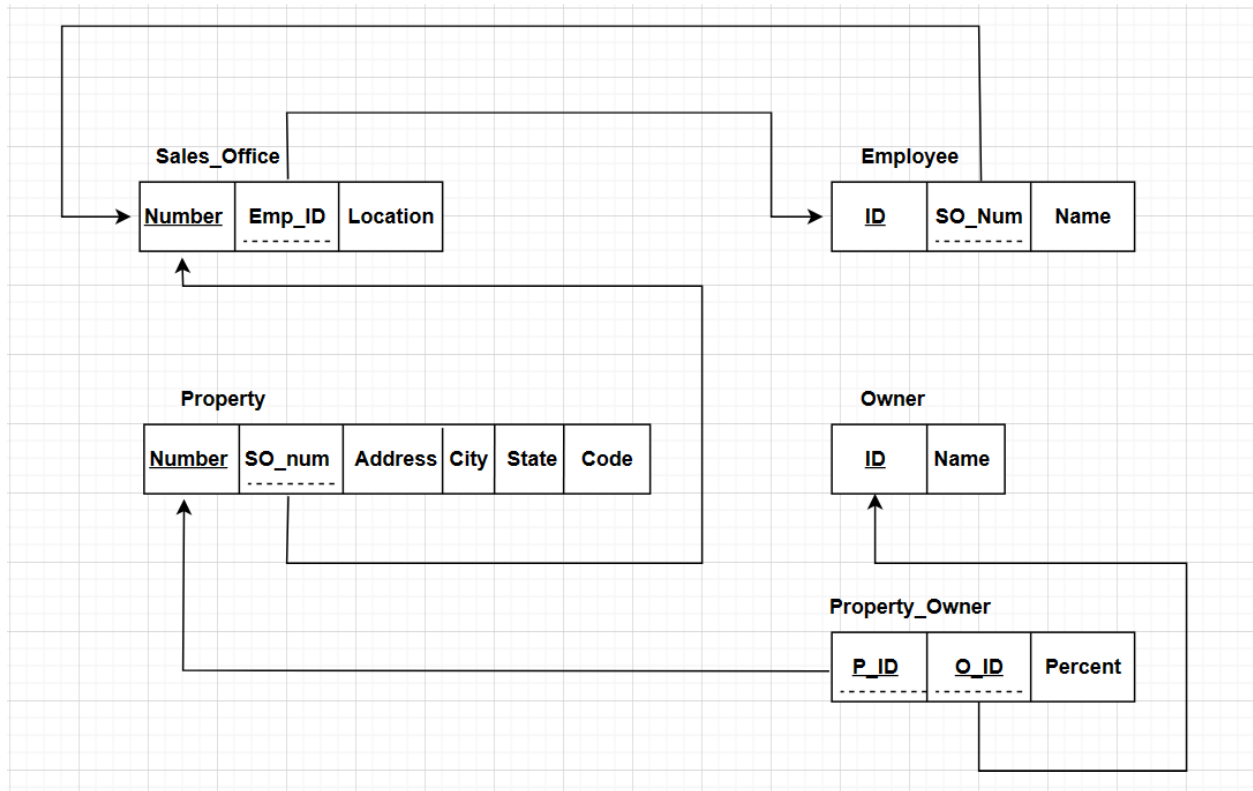 Sales_Office
Employee
Number Emp_ID Location
ID SO_Num Name
Property
Owner
Number SO_num Address City State Code
ID Name
Property_Owner
P_ID O_ID Percent